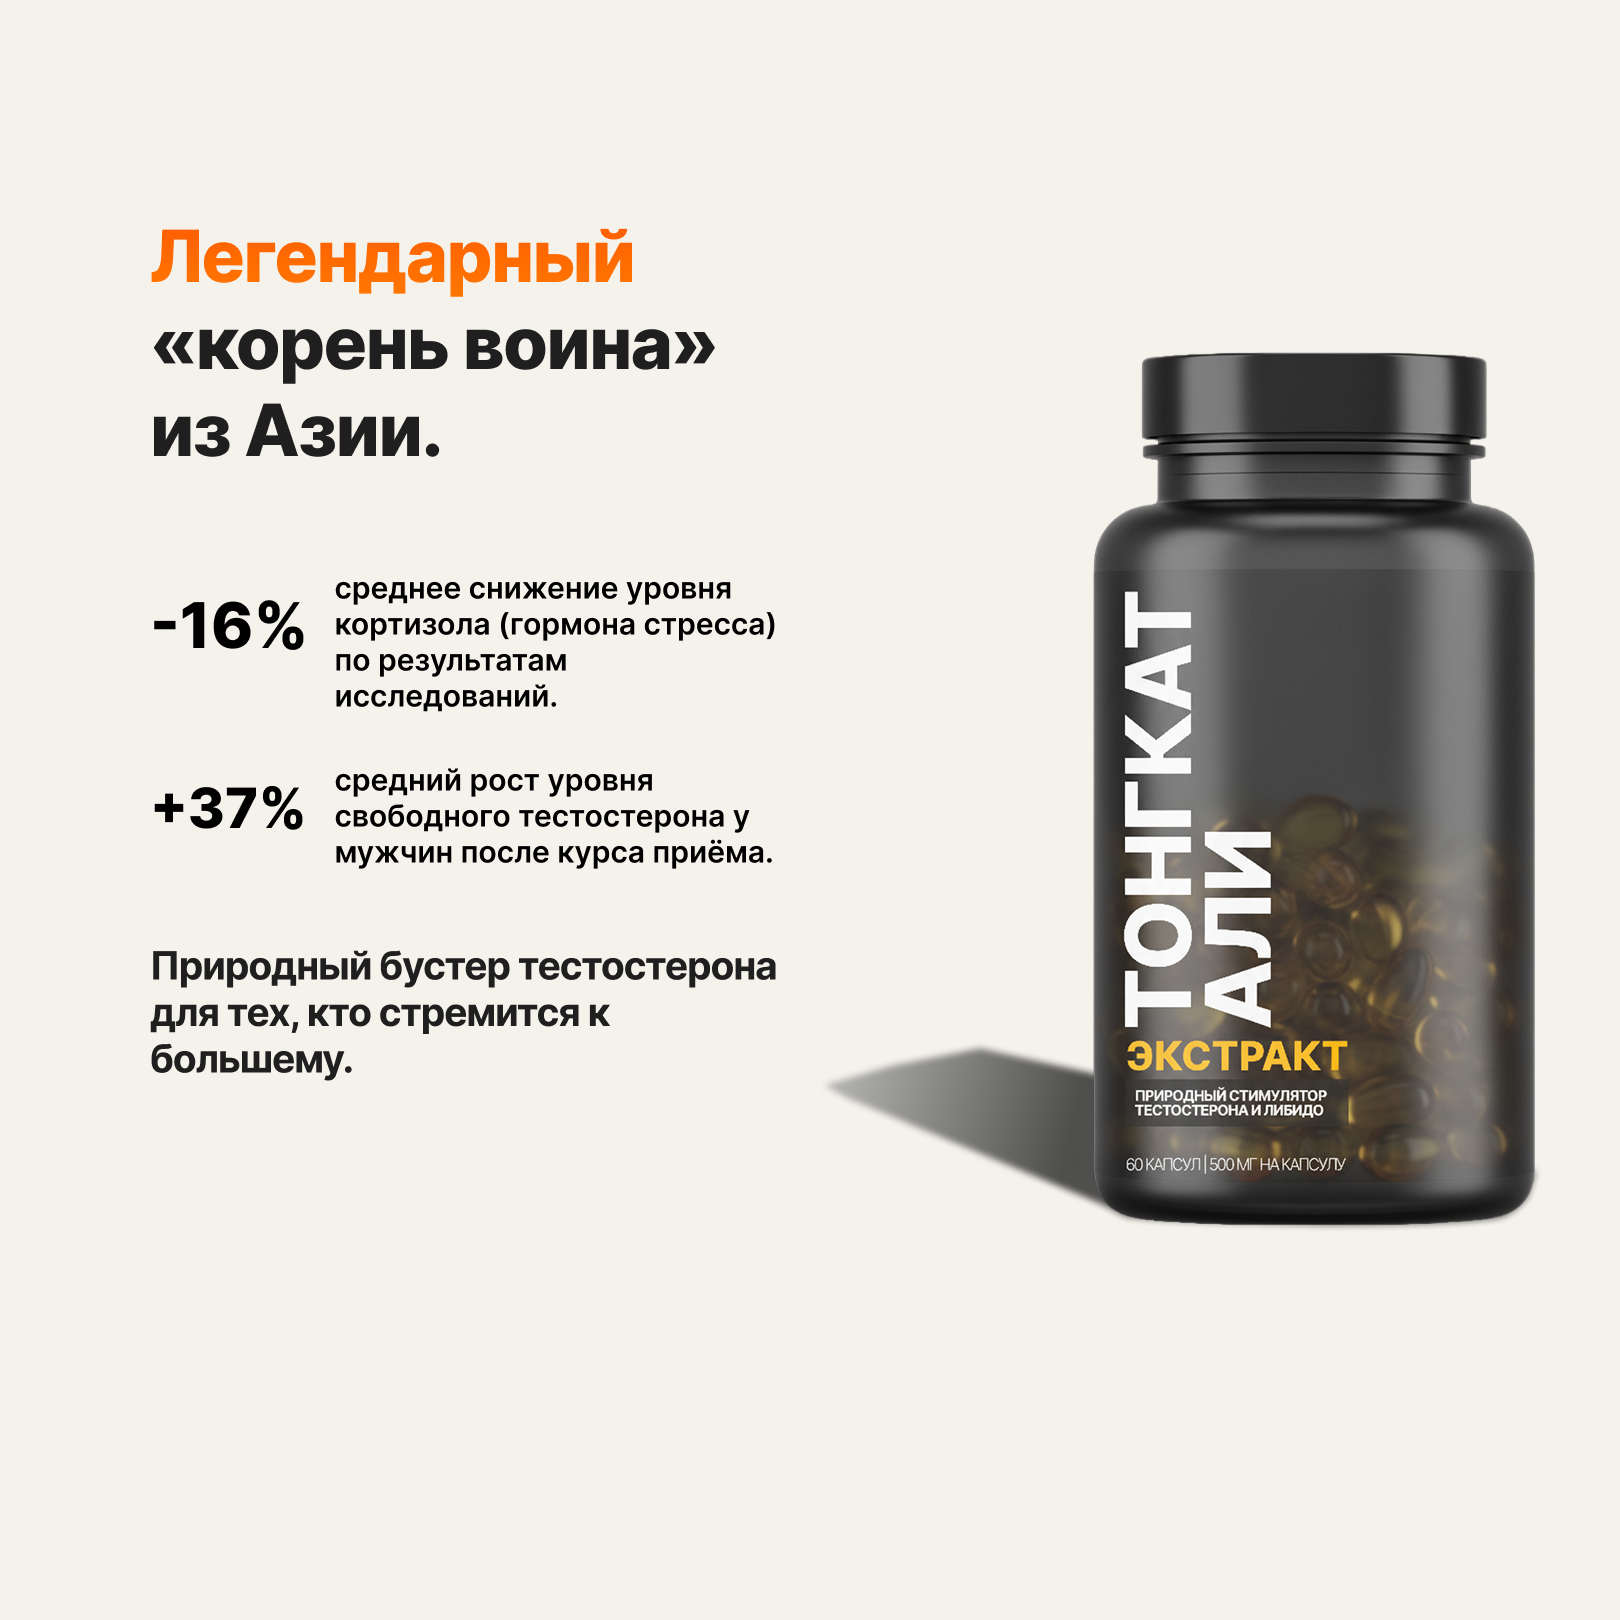 Легендарный
«корень воина»
из Азии.
-16%
среднее снижение уровня
кортизола (гормона стресса)
по результатам
исследований.
+37%
средний рост уровня
свободного тестостерона у
мужчин после курса приёма.
Природный бустер тестостерона
для тех, кто стремится к
большему.
ТОНГКАТ
АЛИ
ЭКСТРАКТ
ПРИРОДНЫЙ СТИМУЛЯТОР
ТЕСТОСТЕРОНА И ЛИБИДО
60 КАПСУЛ | 500 МГ НА КАПСУЛУ